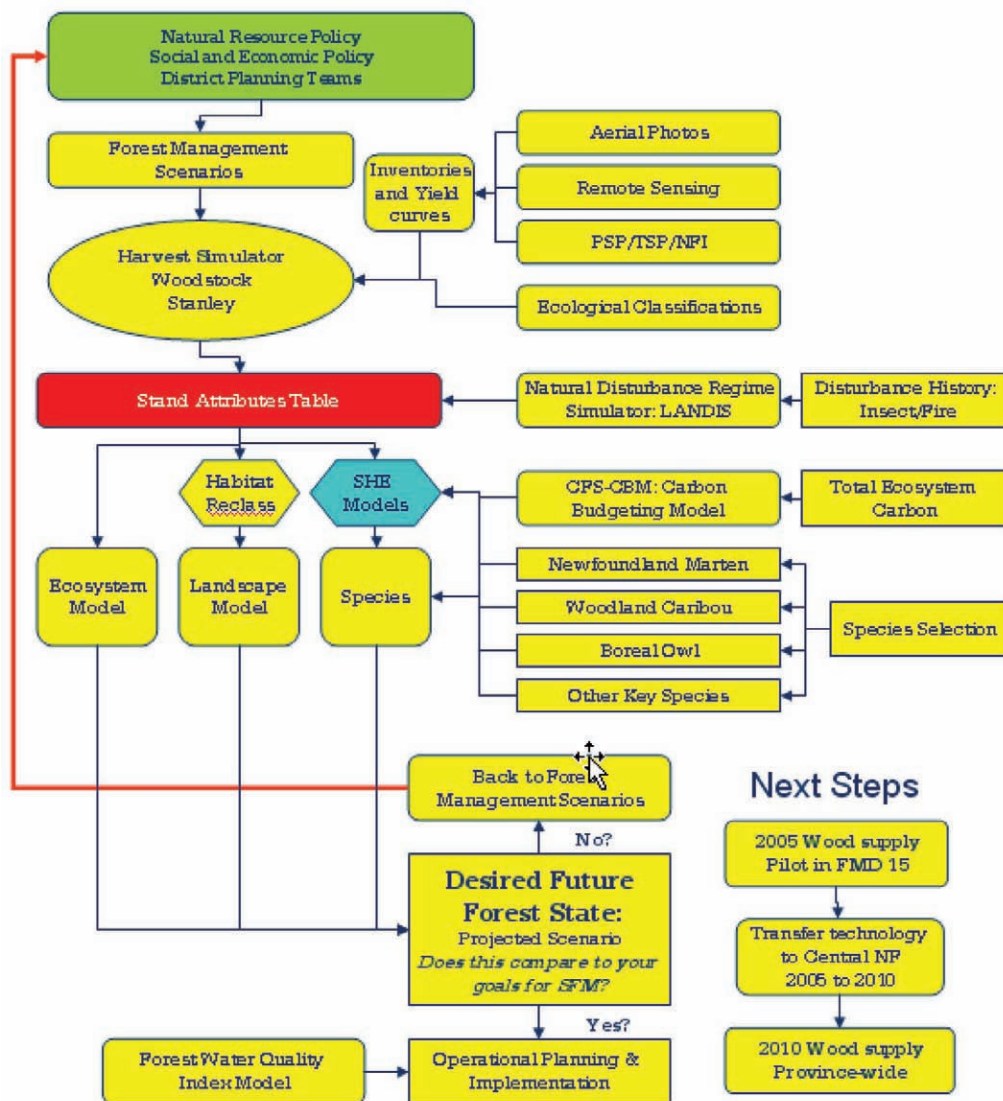 Natural Resource Policy
Social and Economic Policy
District Planning Teams
Forest Management
Scenarios
Inventories
and Yield
curves
Aerial Photos
Remote Sensing
PSP/TSP/NFI
Harvest Simulator
Woodstock
Stanley
Ecological Classifications
Stand Attributes Table
Natural Disturbance Regime
Simulator: LANDIS
Disturbance History:
Insect/Fire
Habitat
Reclass
SHE
Models
CFS-CBM: Carbon
Budgeting Model
Total Ecosystem
Carbon
Ecosystem
Model
Landscape
Model
Species
Newfoundland Marten
Woodland Caribou
Boreal Owl
Other Key Species
Species Selection
Back to Fore
Management Scenarios
No?
Desired Future
Forest State:
Projected Scenario
Does this compare to your
goals for SFM?
Yes?
Forest Water Quality
Index Model
Operational Planning &
Implementation
Next Steps
2005 Wood supply
Pilot in FMD 15
Transfer technology
to Central NF
2005 to 2010
2010 Wood supply
Province-wide